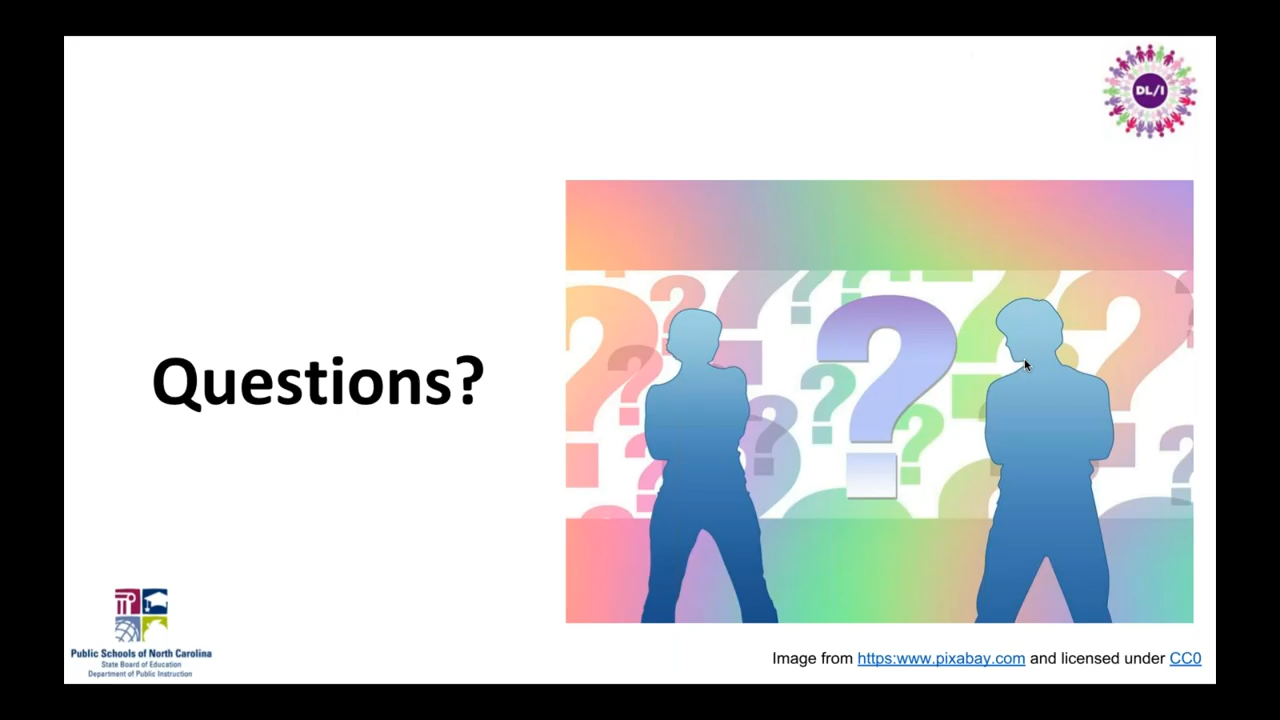 DL/I
Questions?
Public Schools of North Carolina
State Board of Education
Department of Public Instruction
Image from https:www.pixabay.com and licensed under CC0